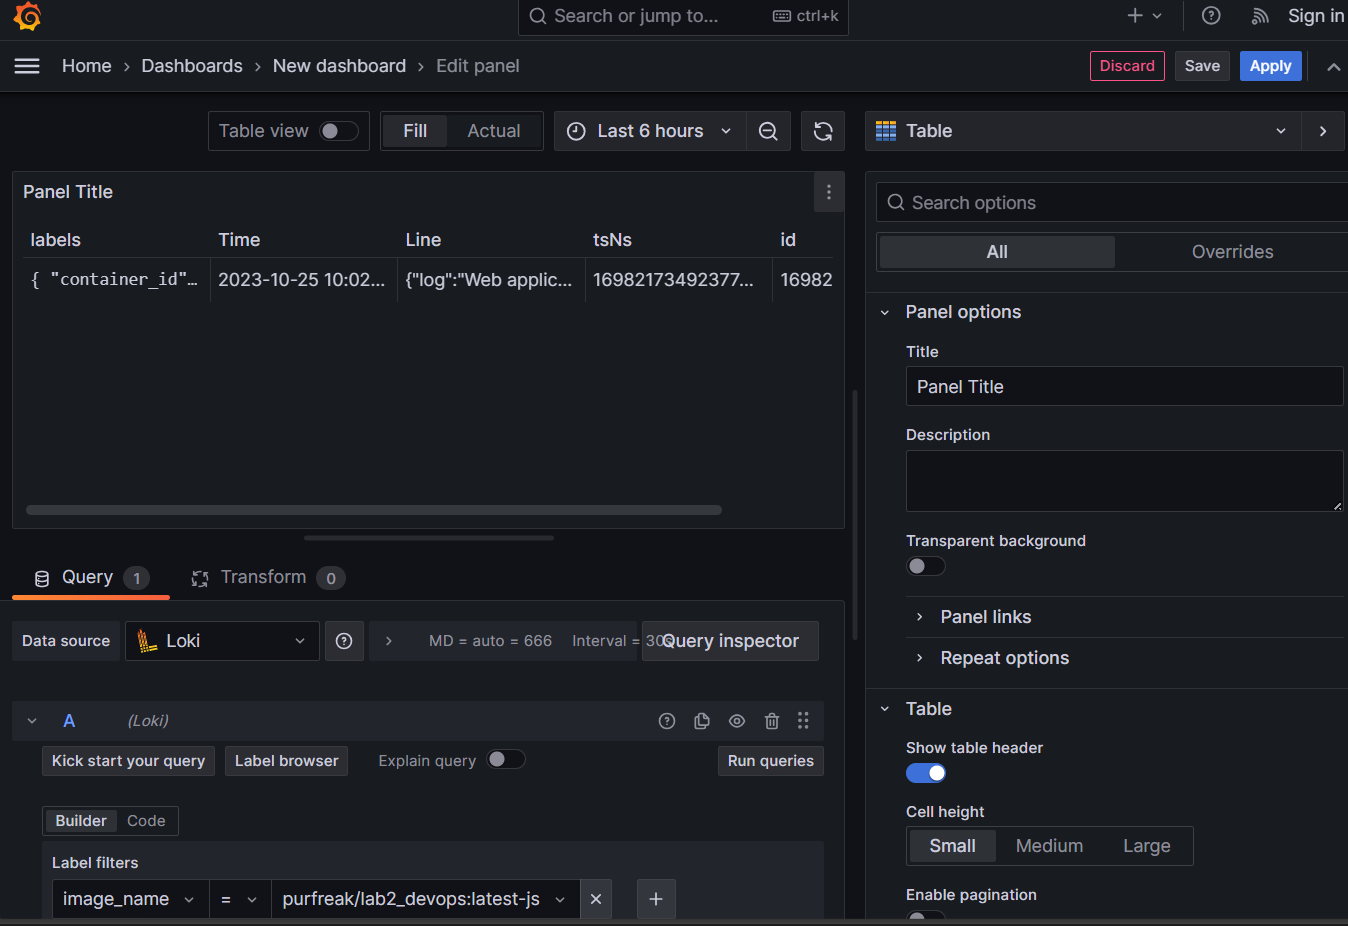 Search or jump to... ctrl+k Sign in
Home › Dashboards › New dashboard › Edit panel Discard Save Apply
Table view Fill Actual Last 6 hours Table
Panel Title
labels Time Line tsNs id
{ "container_id"... 2023-10-25 10:02... {"log":"Web applic... 16982173492377... 16982
Query 1 Transform 0
Data source Loki MD = auto = 666 Interval = 30s Query inspector
A (Loki)
Kick start your query Label browser Explain query Run queries
Builder Code
Label filters
image_name = purfreak/lab2_devops:latest-js
Search options
All Overrides
Panel options
Title
Panel Title
Description
Transparent background
Panel links
Repeat options
Table
Show table header
Cell height
Small Medium Large
Enable pagination